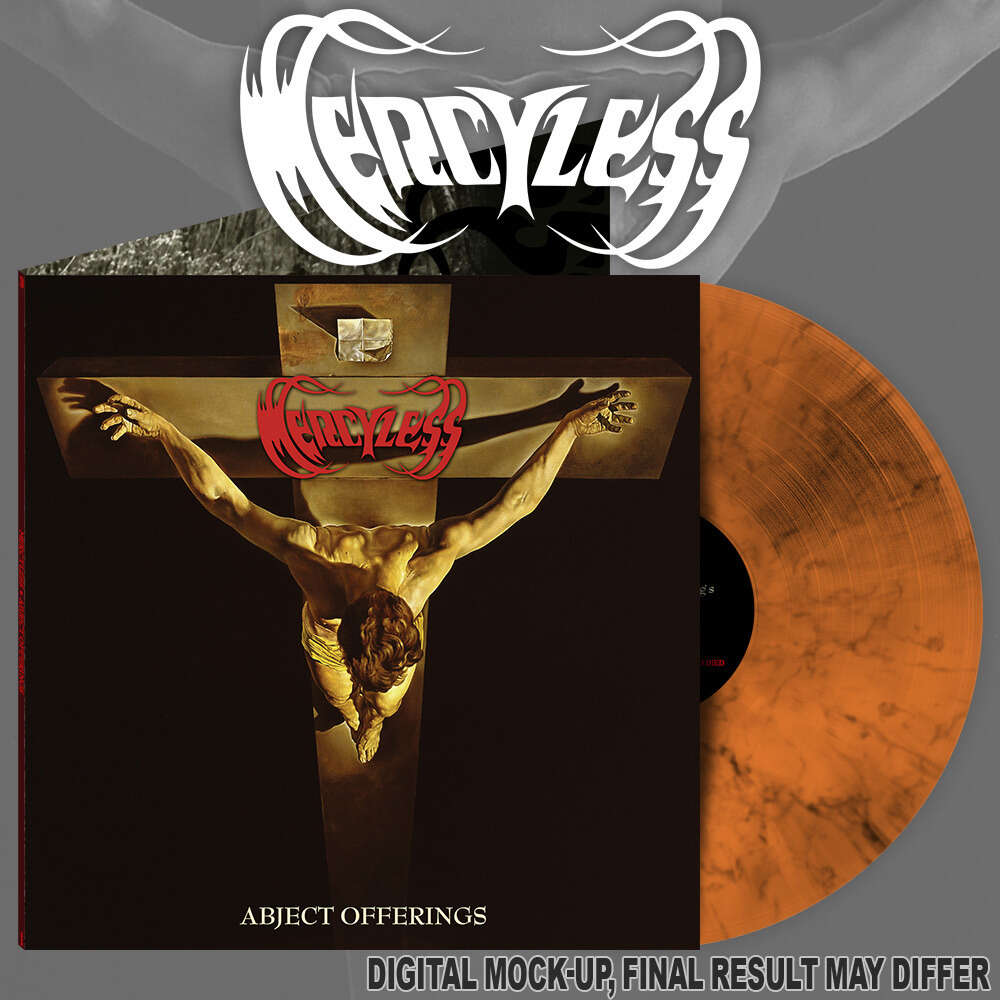 MERCYLESS
MERCYLESS
ABJECT OFFERINGS
DIGITAL MOCK-UP, FINAL RESULT MAY DIFFER